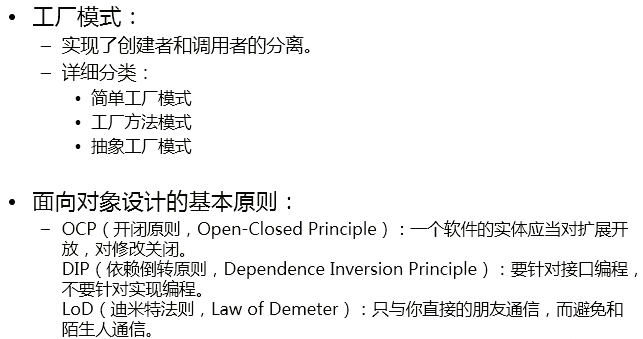 • 工厂模式：
– 实现了创建者和调用者的分离。
– 详细分类：
• 简单工厂模式
• 工厂方法模式
• 抽象工厂模式
• 面向对象设计的基本原则：
– OCP（开闭原则，Open-Closed Principle）：一个软件的实体应当对扩展开
放，对修改关闭。
DIP（依赖倒转原则，Dependence Inversion Principle）：要针对接口编程，
不要针对实现编程。
LoD（迪米特法则，Law of Demeter）：只与你直接的朋友通信，而避免和
陌生人通信。